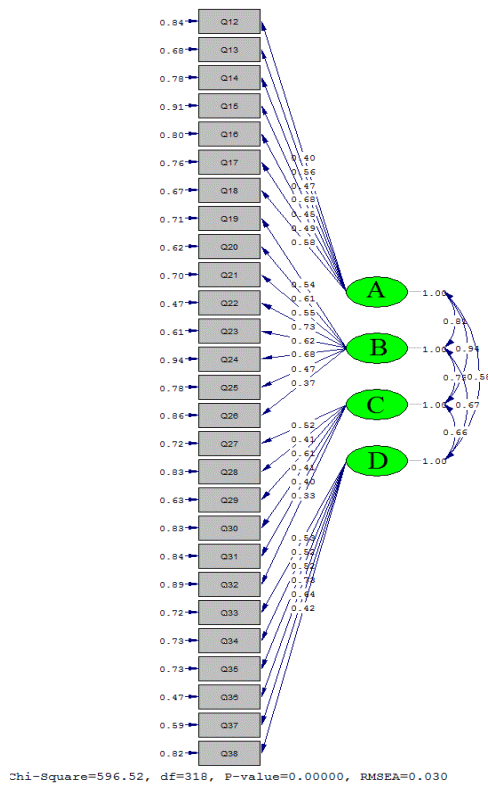 0.84 Q12
0.68 Q13
0.78 Q14
0.91 Q15
0.80 Q16
0.76 Q17
0.40
0.56
0.67 Q18
0.47
0.68
0.71 Q19
0.45
0.49
0.62 Q20
0.58
0.70 Q21
0.54
A 1.00
0.47 Q22
0.61
0.55
0.81
0.61 Q23
0.73
0.62
B 1.00 0.94
0.94 Q24
0.68
0.47
0.58
0.78 Q25
0.37
C 1.00 0.67
0.86 Q26
0.52
0.66
0.72 Q27
0.41
0.61
D 1.00
0.83 Q28
0.41
0.40
0.63 Q29
0.33
0.83 Q30
0.53
0.52
0.84 Q31
0.52
0.73
0.89 Q32
0.64
0.42
0.72 Q33
0.73 Q34
0.73 Q35
0.47 Q36
0.59 Q37
0.82 Q38
Chi-Square=596.52, df=318, P-value=0.00000, RMSEA=0.030